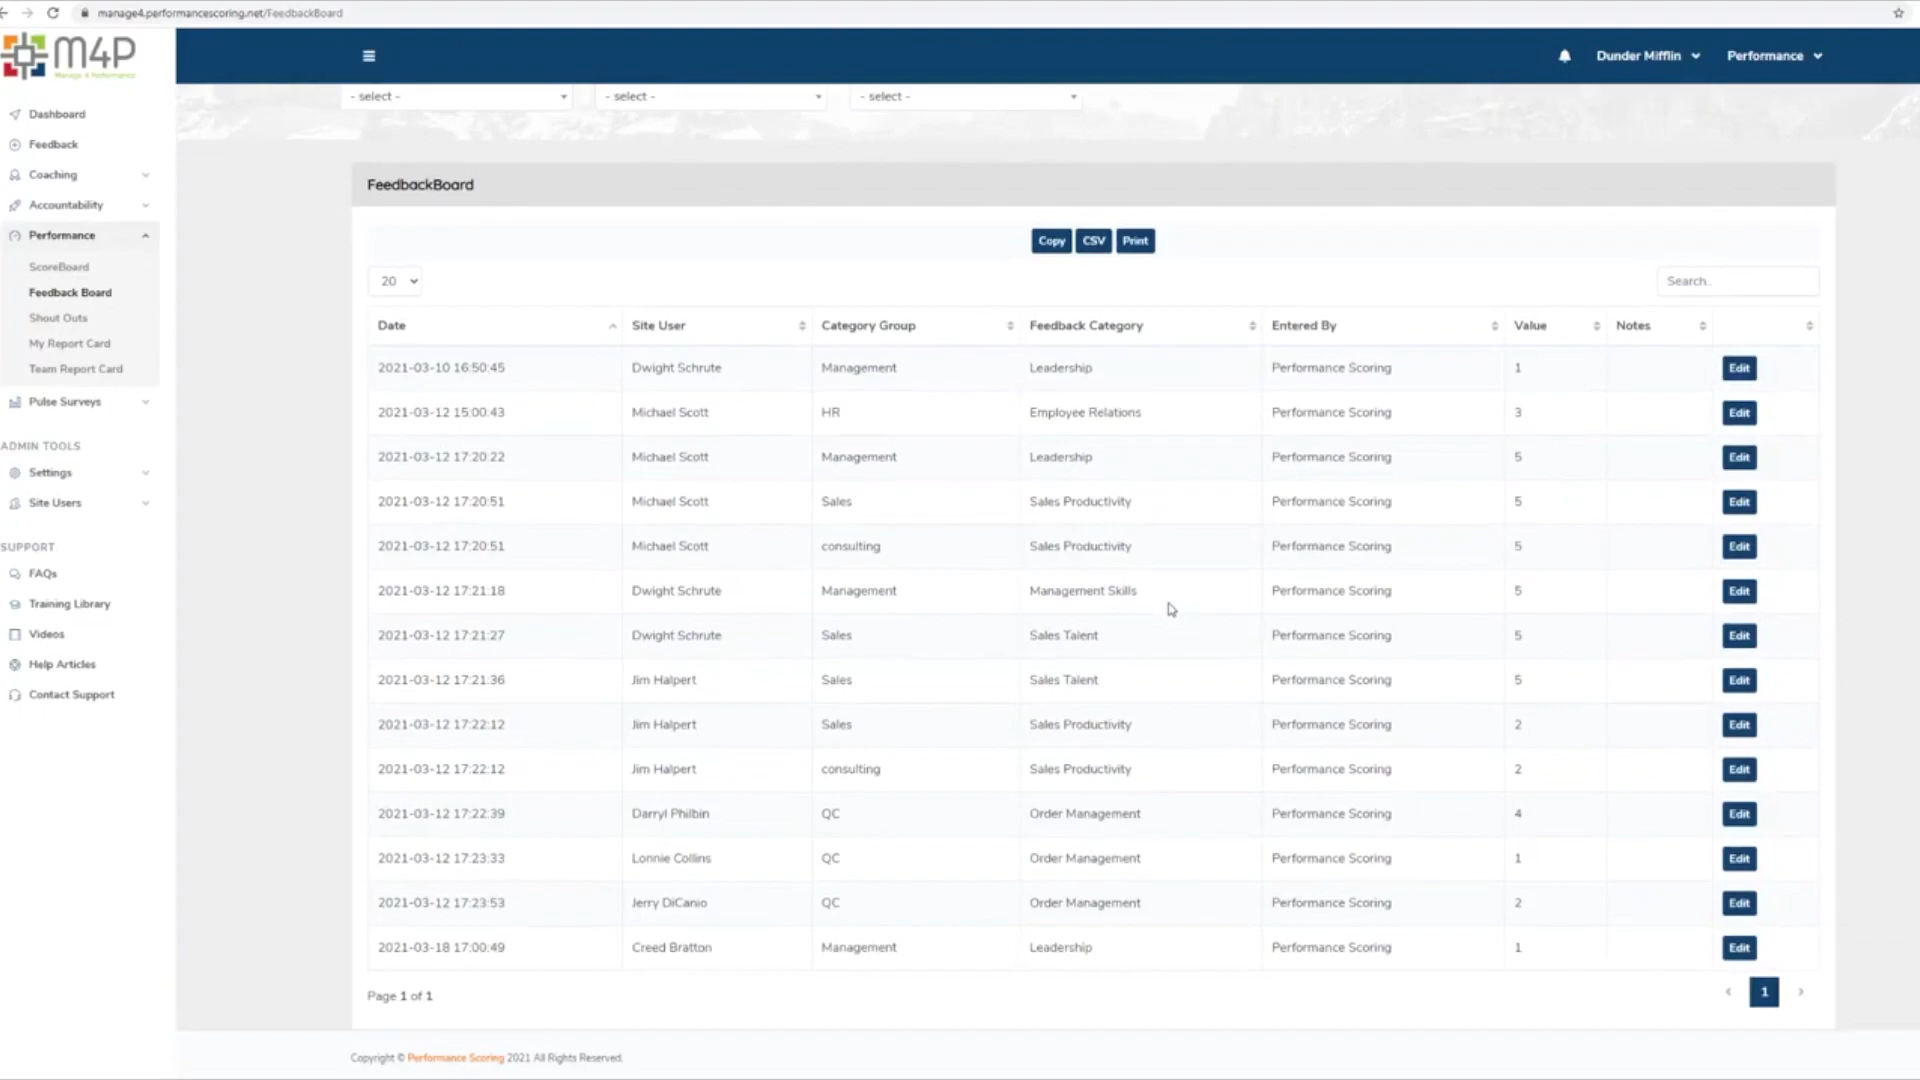 manage4.performancescoring.net/FeedbackBoard
M4P
Manage 4 Performance
Dunder Mifflin
Performance
- select -
- select -
- select -
Dashboard
Feedback
Coaching
Accountability
Performance
ScoreBoard
Feedback Board
Shout Outs
My Report Card
Team Report Card
Pulse Surveys
ADMIN TOOLS
Settings
Site Users
SUPPORT
FAQs
Training Library
Videos
Help Articles
Contact Support
FeedbackBoard
Copy CSV Print
20
Search..
Date Site User Category Group Feedback Category Entered By Value Notes
2021-03-10 16:50:45 Dwight Schrute Management Leadership Performance Scoring 1 Edit
2021-03-12 15:00:43 Michael Scott HR Employee Relations Performance Scoring 3 Edit
2021-03-12 17:20:22 Michael Scott Management Leadership Performance Scoring 5 Edit
2021-03-12 17:20:51 Michael Scott Sales Sales Productivity Performance Scoring 5 Edit
2021-03-12 17:20:51 Michael Scott consulting Sales Productivity Performance Scoring 5 Edit
2021-03-12 17:21:18 Dwight Schrute Management Management Skills Performance Scoring 5 Edit
2021-03-12 17:21:27 Dwight Schrute Sales Sales Talent Performance Scoring 5 Edit
2021-03-12 17:21:36 Jim Halpert Sales Sales Talent Performance Scoring 5 Edit
2021-03-12 17:22:12 Jim Halpert Sales Sales Productivity Performance Scoring 2 Edit
2021-03-12 17:22:12 Jim Halpert consulting Sales Productivity Performance Scoring 2 Edit
2021-03-12 17:22:39 Darryl Philbin QC Order Management Performance Scoring 4 Edit
2021-03-12 17:23:33 Lonnie Collins QC Order Management Performance Scoring 1 Edit
2021-03-12 17:23:53 Jerry DiCanio QC Order Management Performance Scoring 2 Edit
2021-03-18 17:00:49 Creed Bratton Management Leadership Performance Scoring 1 Edit
Page 1 of 1
1
Copyright © Performance Scoring 2021 All Rights Reserved.